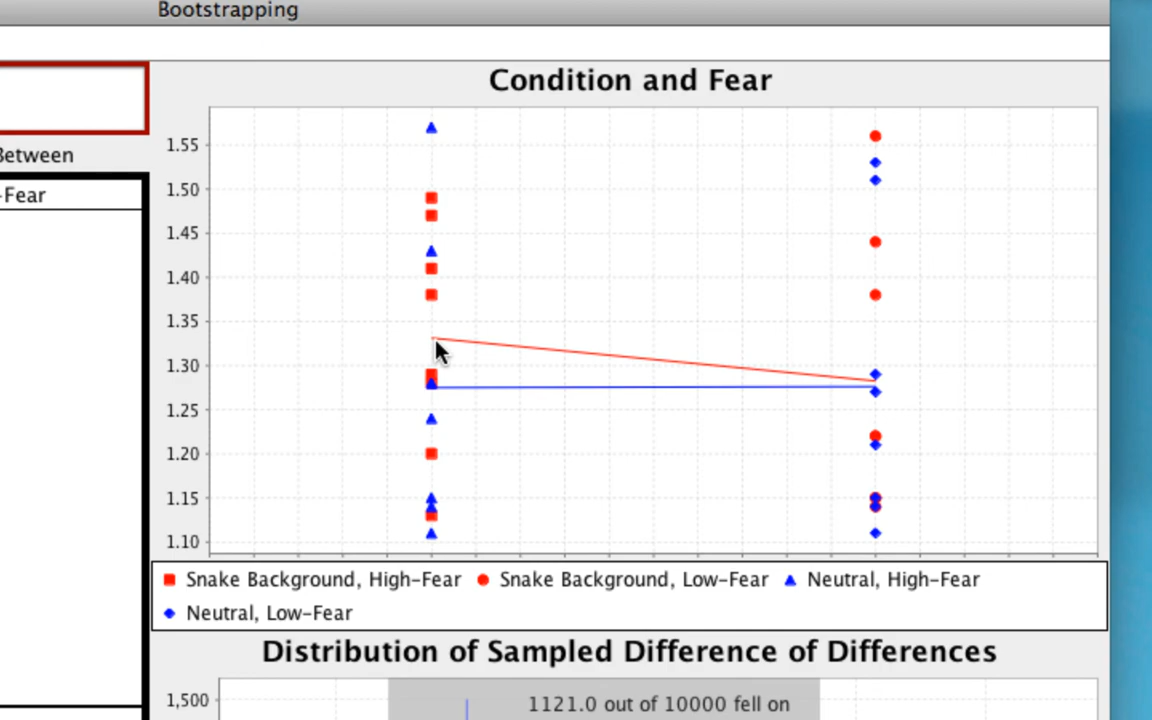 Bootstrapping
Between
-Fear
Condition and Fear
1.55
1.50
1.45
1.40
1.35
1.30
1.25
1.20
1.15
1.10
Snake Background, High-Fear Snake Background, Low-Fear Neutral, High-Fear
Neutral, Low-Fear
Distribution of Sampled Difference of Differences
1,500
1121.0 out of 10000 fell on